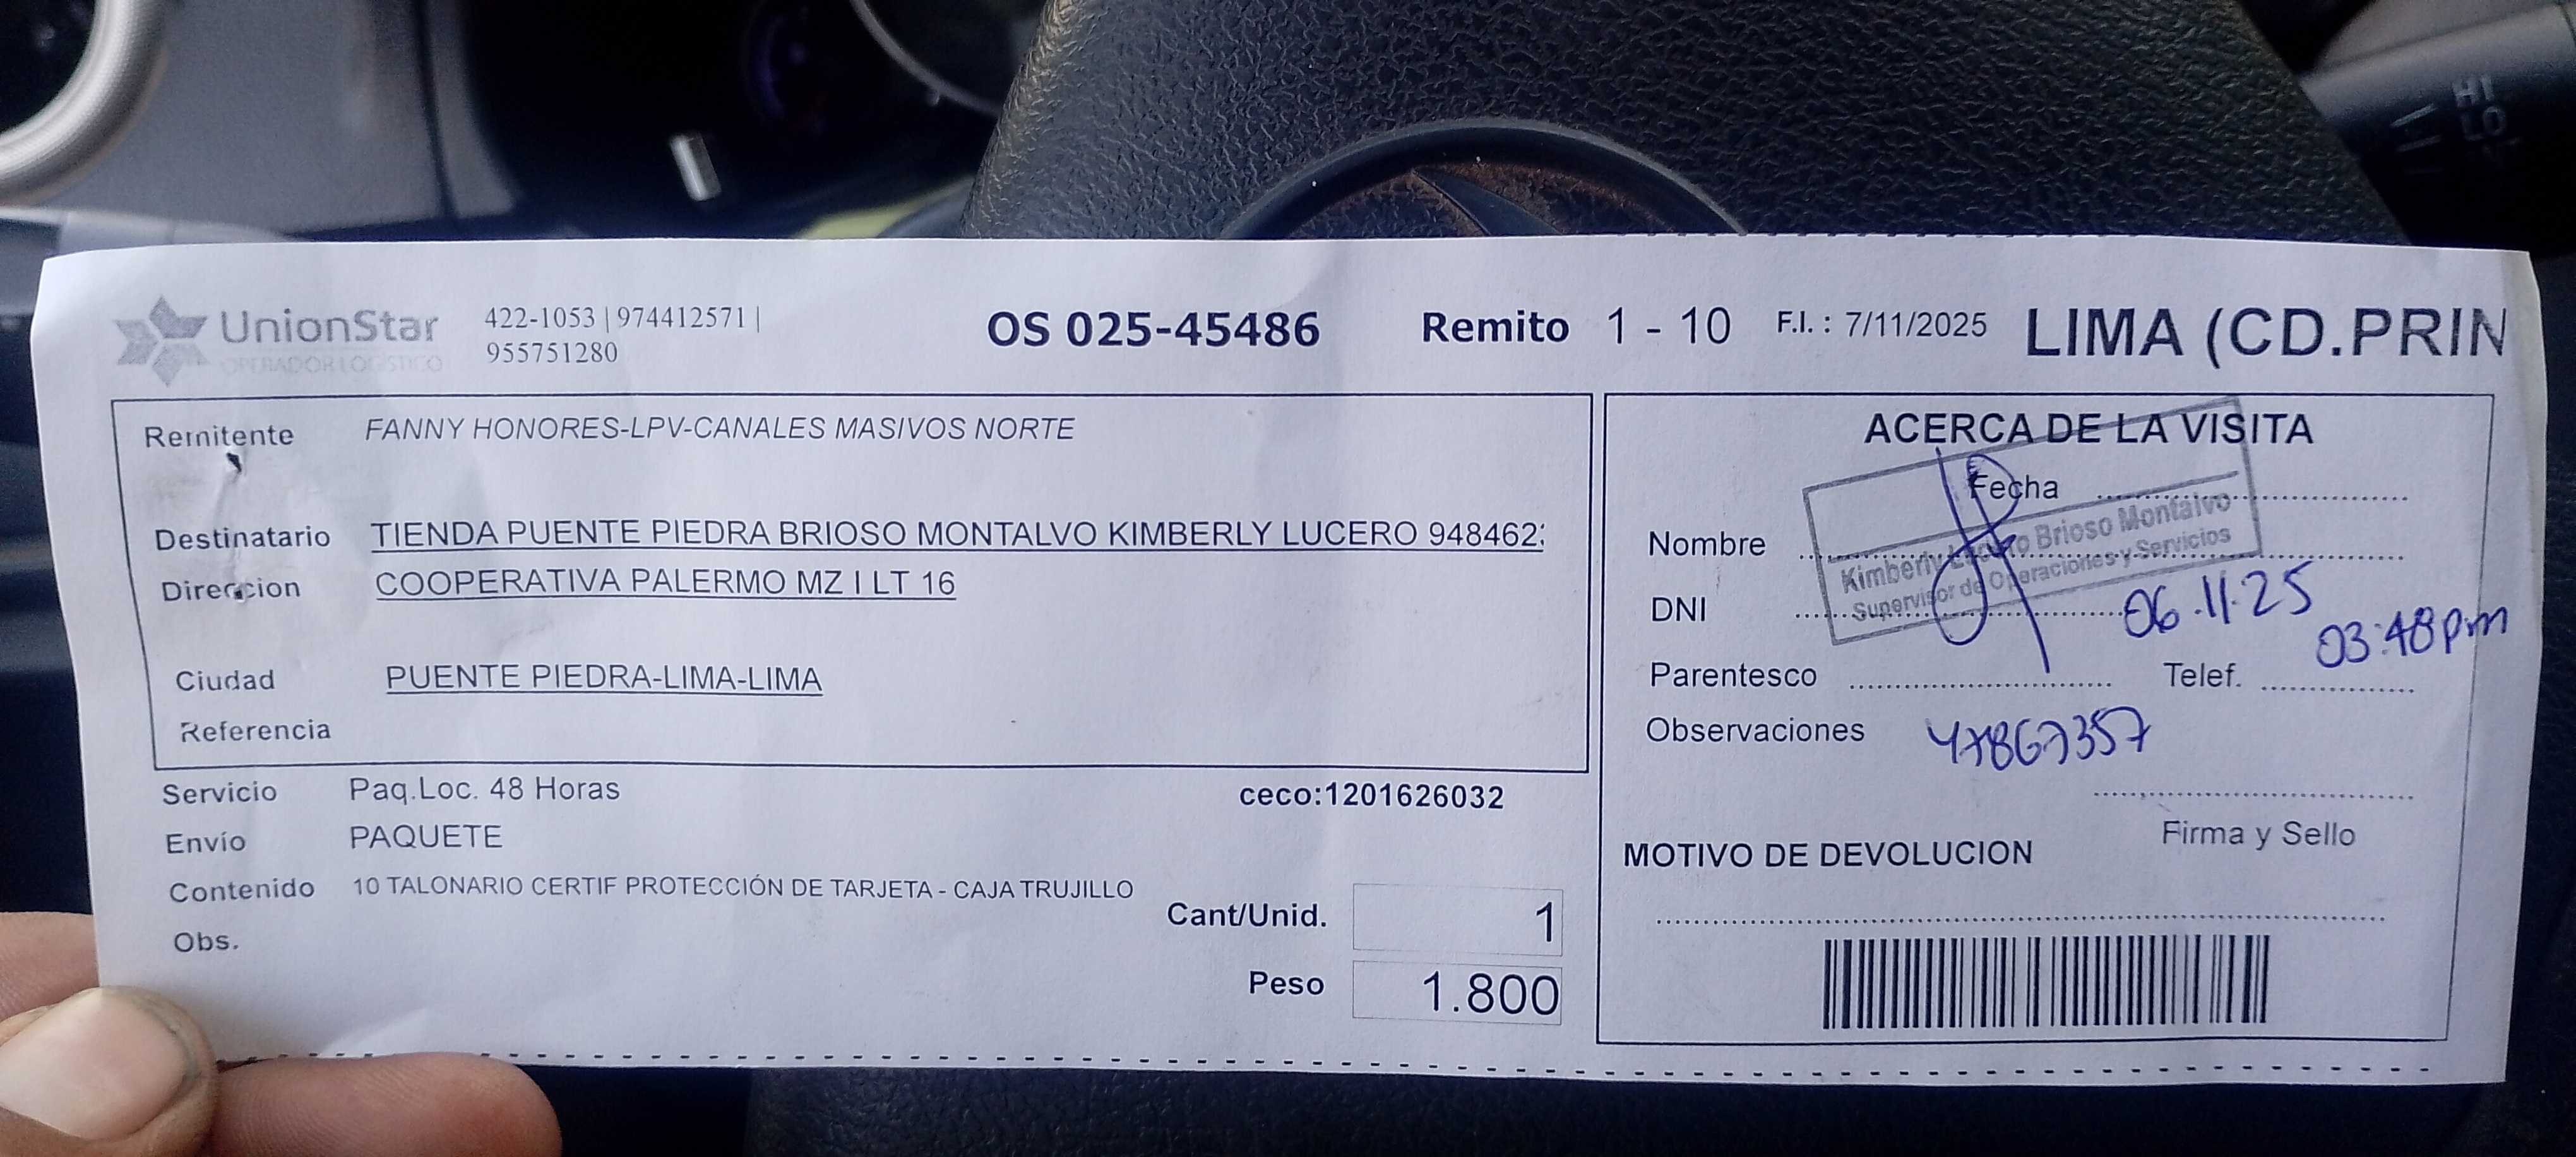 UnionStar
OPERADOR LOGISTICO
422-1053 | 974412571 |
955751280
OS 025-45486
Remito 1 - 10
F.I. : 7/11/2025
LIMA (CD.PRIN
Remitente FANNY HONORES-LPV-CANALES MASIVOS NORTE
Destinatario TIENDA PUENTE PIEDRA BRIOSO MONTALVO KIMBERLY LUCERO 948462
Direccion COOPERATIVA PALERMO MZ I LT 16
Ciudad PUENTE PIEDRA-LIMA-LIMA
Referencia
Servicio Paq.Loc. 48 Horas
ceco:1201626032
Envío PAQUETE
Contenido 10 TALONARIO CERTIF PROTECCIÓN DE TARJETA - CAJA TRUJILLO
Obs.
Cant/Unid. 1
Peso 1.800
ACERCA DE LA VISITA
Fecha
Nombre
Kimberly Lucero Brioso Montalvo
Supervisor de Operaciones y Servicios
DNI
06.11.25
03:48pm
Parentesco
Telef.
Observaciones 47867357
Firma y Sello
MOTIVO DE DEVOLUCION
HI
LO